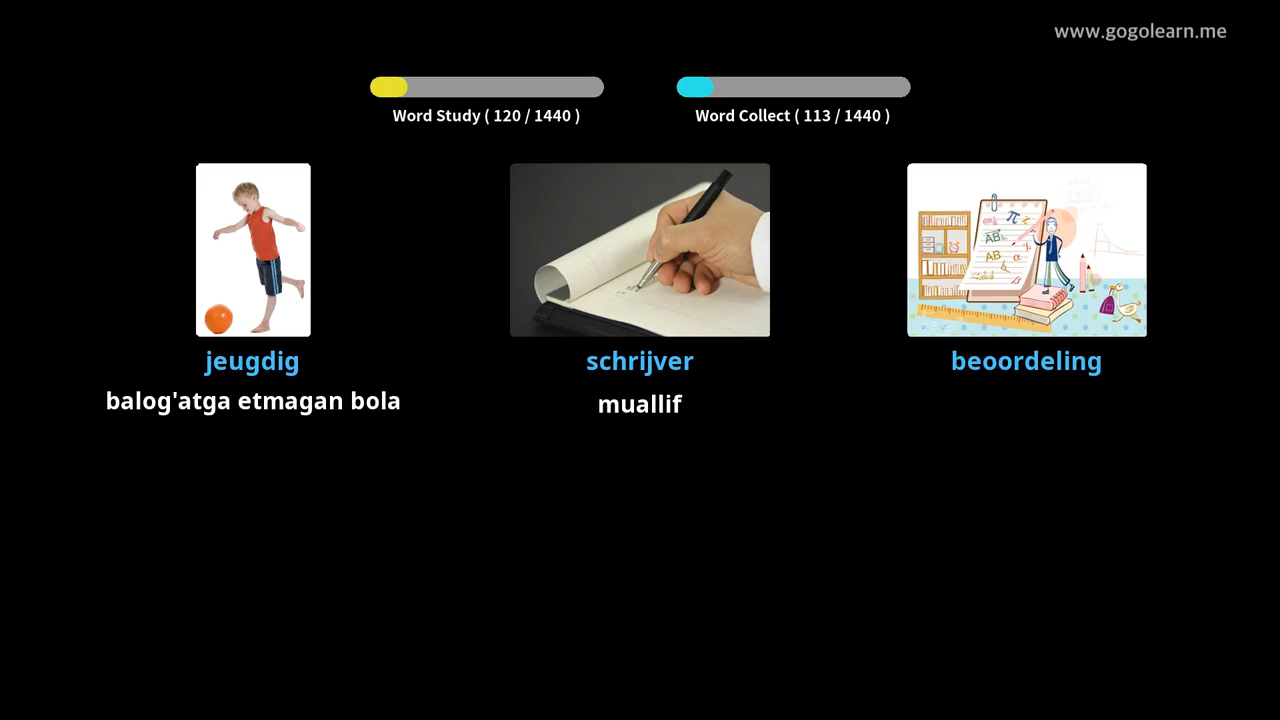 www.gogolearn.me
Word Study ( 120 / 1440 )
Word Collect ( 113 / 1440 )
jeugdig
schrijver
beoordeling
balog'atga etmagan bola
muallif